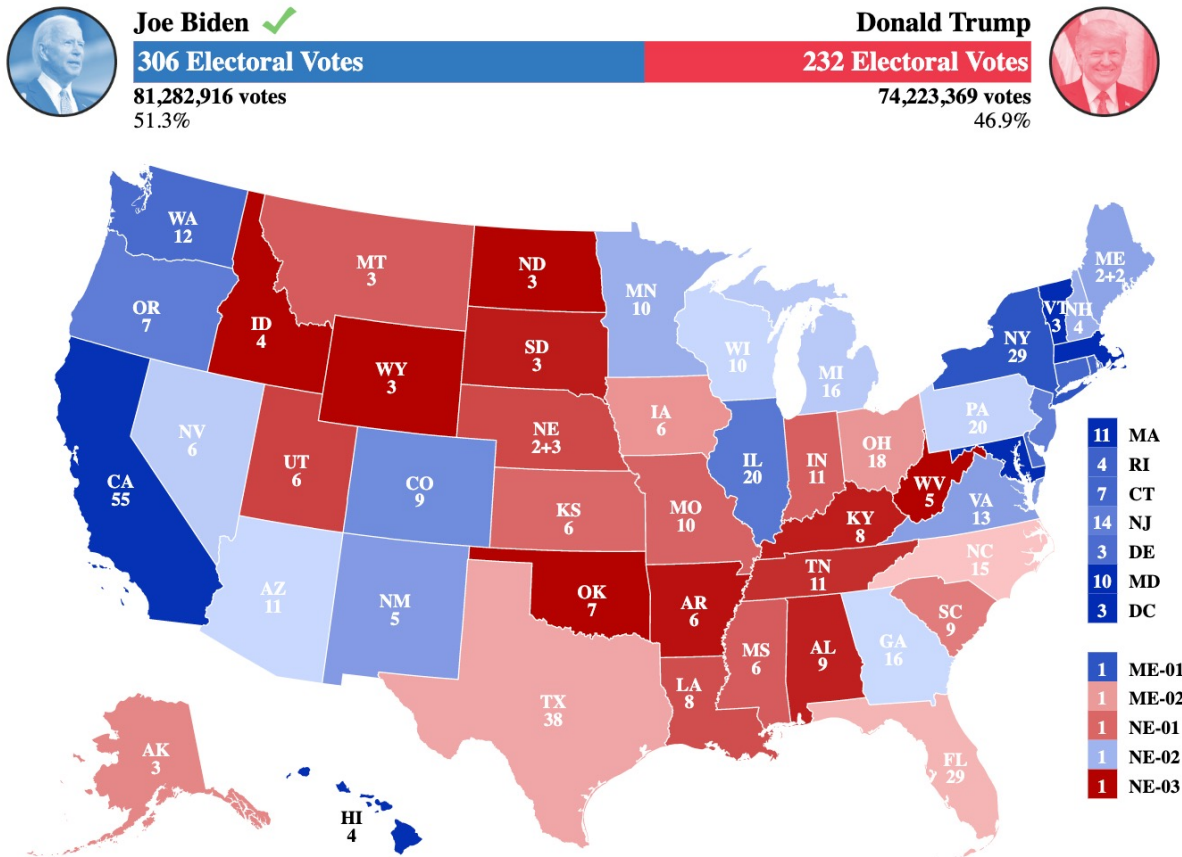 Joe Biden
Donald Trump
306 Electoral Votes
232 Electoral Votes
81,282,916 votes
74,223,369 votes
51.3%
46.9%
WA
12
OR
7
CA
55
NV
6
ID
4
MT
3
WY
3
UT
6
AZ
11
CO
9
NM
5
ND
3
SD
3
NE
2+3
KS
6
OK
7
TX
38
MN
10
IA
6
MO
10
AR
6
LA
8
WI
10
IL
20
MI
16
IN
11
OH
18
KY
8
TN
11
MS
6
AL
9
GA
16
FL
29
SC
9
NC
15
VA
13
WV
5
PA
20
NY
29
VT
3
NH
4
ME
2+2
AK
3
HI
4
11 MA
4 RI
7 CT
14 NJ
3 DE
10 MD
3 DC
1 ME-01
1 ME-02
1 NE-01
1 NE-02
1 NE-03